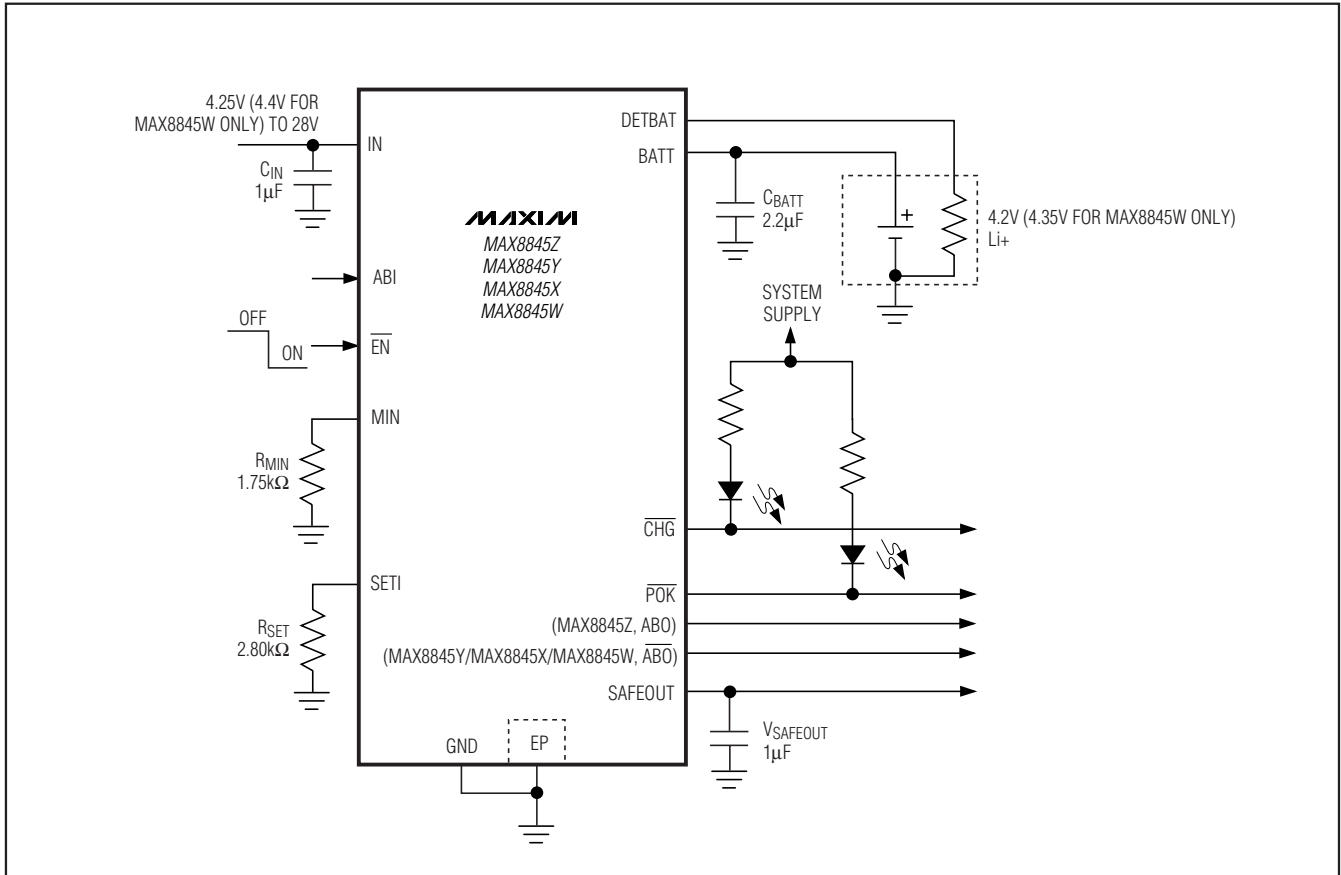 4.25V (4.4V FOR
MAX8845W ONLY) TO 28V
IN
CIN
1µF
ABI
OFF
ON
EN
MIN
RMIN
1.75kΩ
SETI
RSET
2.80kΩ
GND
EP
MAXIM
MAX8845Z
MAX8845Y
MAX8845X
MAX8845W
DETBAT
BATT
CBATT
2.2µF
+
4.2V (4.35V FOR MAX8845W ONLY)
Li+
SYSTEM
SUPPLY
CHG
POK
(MAX8845Z, ABO)
(MAX8845Y/MAX8845X/MAX8845W, ABO)
SAFEOUT
VSAFEOUT
1µF